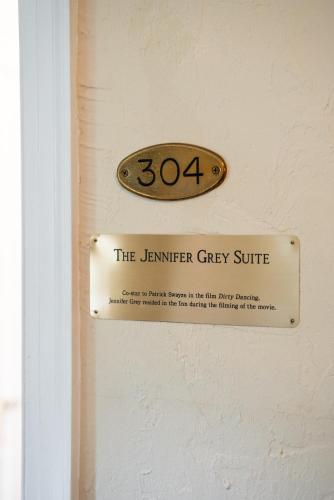 304
The Jennifer Grey Suite
Co-star to Patrick Swayze in the film Dirty Dancing,
Jennifer Grey resided in the Inn during the filming of the movie.